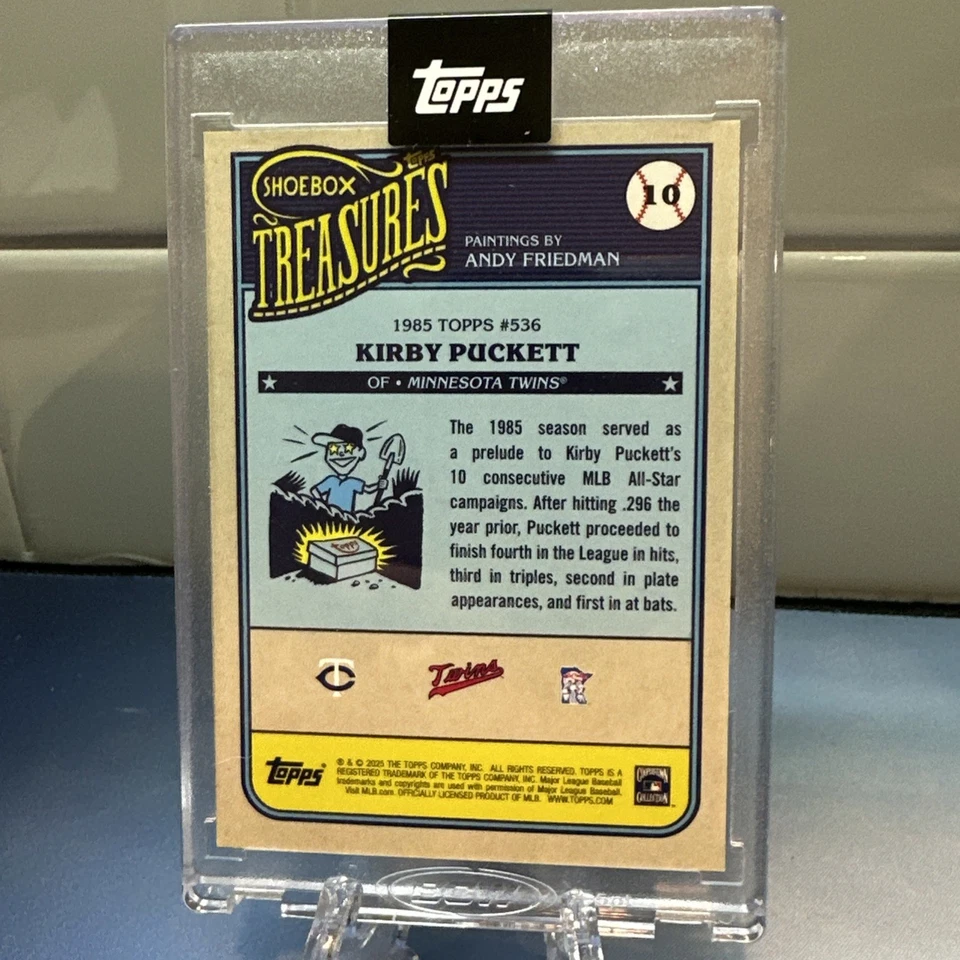 TOPPS
TOPPS
SHOEBOX
TREASURES
10
PAINTINGS BY
ANDY FRIEDMAN
1985 TOPPS #536
KIRBY PUCKETT
OF • MINNESOTA TWINS®
The 1985 season served as
a prelude to Kirby Puckett's
10 consecutive MLB All-Star
campaigns. After hitting .296 the
year prior, Puckett proceeded to
finish fourth in the League in hits,
third in triples, second in plate
appearances, and first in at bats.
TOPPS
TC
Twins
TOPPS
® & © 2025 THE TOPPS COMPANY, INC. ALL RIGHTS RESERVED. TOPPS IS A
REGISTERED TRADEMARK OF THE TOPPS COMPANY, INC. Major League Baseball
trademarks and copyrights are used with permission of Major League Baseball.
Visit MLB.com. OFFICIALLY LICENSED PRODUCT OF MLB. WWW.TOPPS.COM
COLLECTION
BCW